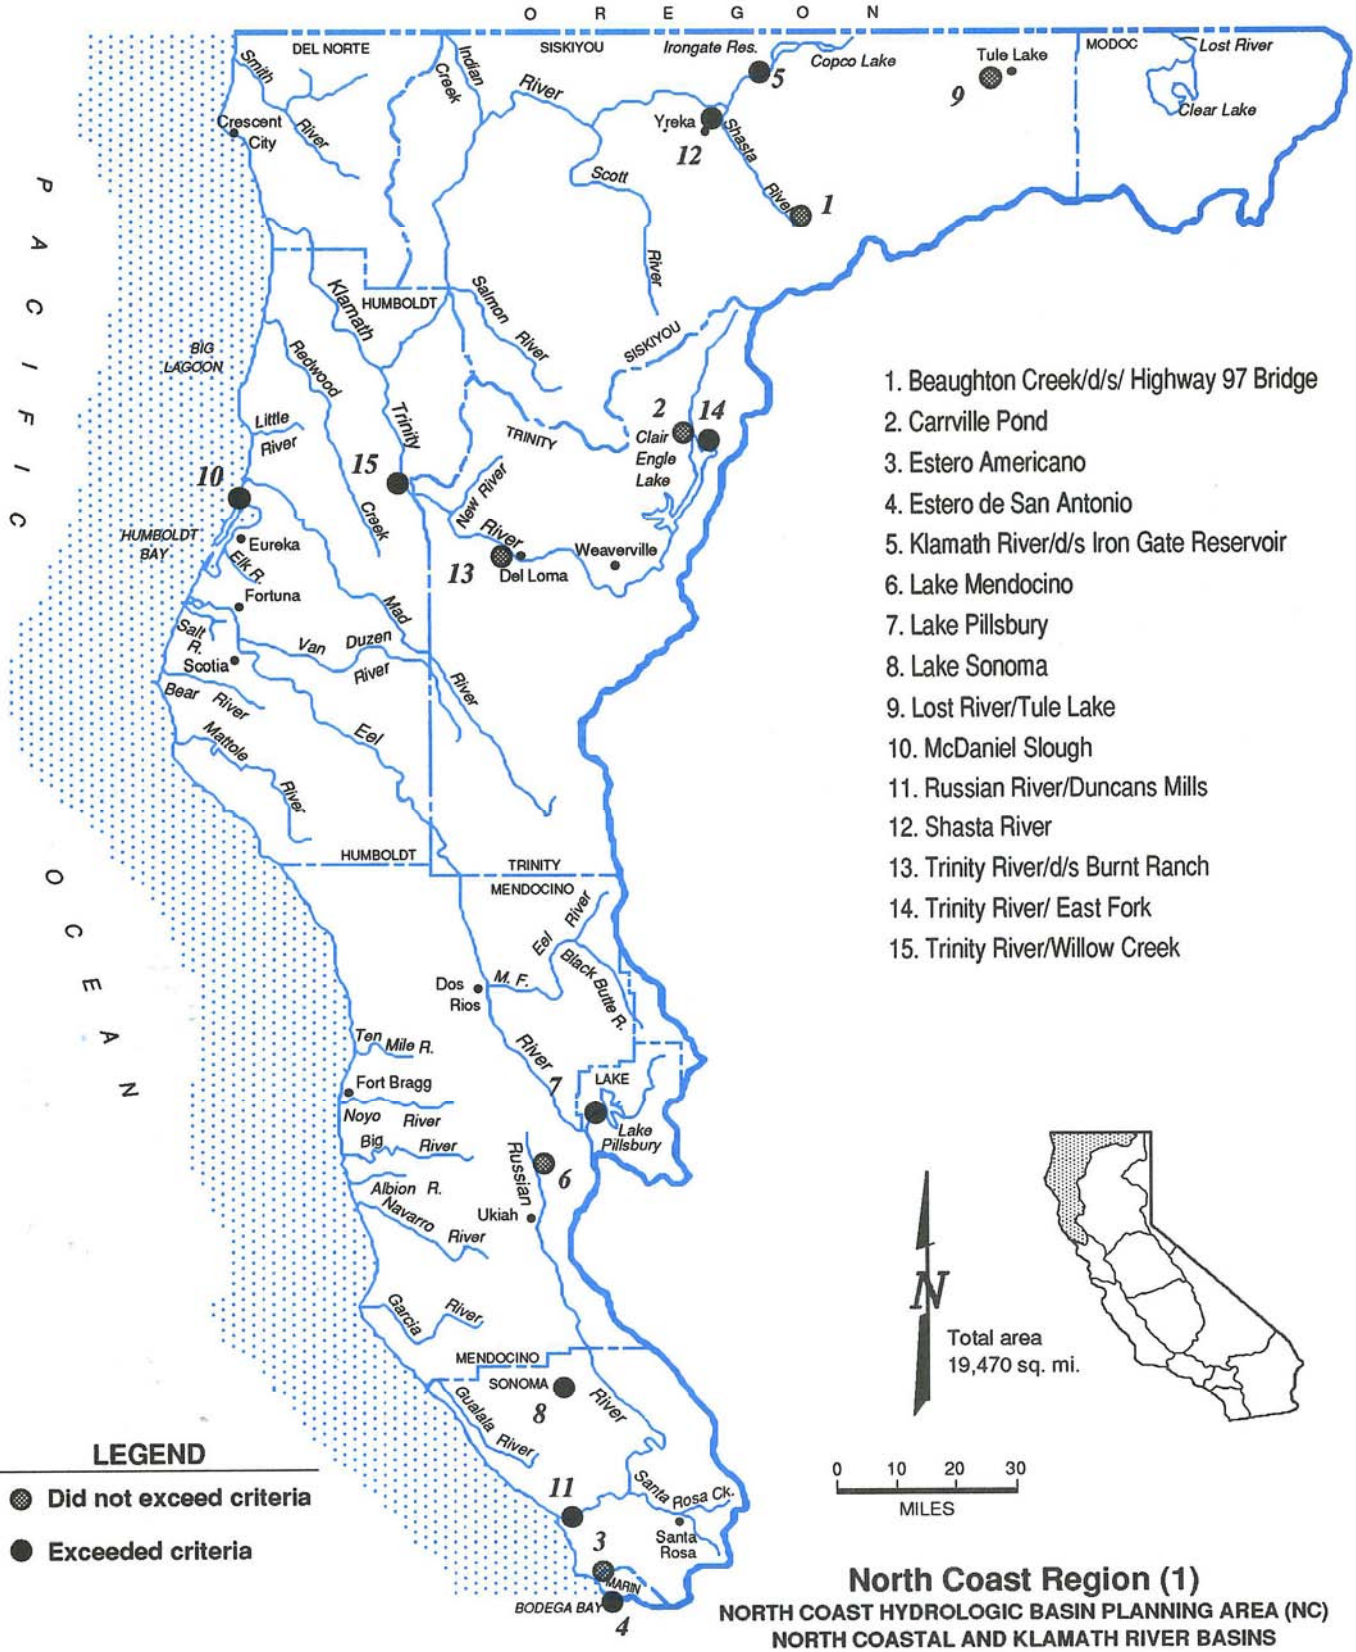 O R E G O N
DEL NORTE
SISKIYOU
Irongate Res.
Copco Lake
Tule Lake
MODOC
Lost River
Clear Lake
Smith
River
Indian
Creek
River
5
9
Crescent
City
Yreka
12
Shasta
River
1
Scott
River
PACIFIC
OCEAN
HUMBOLDT
Klamath
Salmon
River
SISKIYOU
BIG
LAGOON
Redwood
Creek
Little
River
Trinity
TRINITY
2
14
Clair
Engle
Lake
15
10
New River
River
HUMBOLDT
BAY
Eureka
Elk R.
13
Del Loma
Weaverville
Fortuna
Salt
R.
Scotia
Van Duzen
River
Mad
River
Bear River
Mattole
River
Eel
HUMBOLDT
TRINITY
MENDOCINO
Eel River
Black Butte R.
Dos
Rios
M. F.
River
Ten Mile R.
Fort Bragg
Noyo River
Big River
Albion R.
Navarro
River
7
LAKE
Lake
Pillsbury
Russian
6
Ukiah
Garcia
River
MENDOCINO
SONOMA
8
River
Gualala
River
11
Santa Rosa Ck.
Santa
Rosa
3
MARIN
BODEGA BAY
4
1. Beaughton Creek/d/s/ Highway 97 Bridge
2. Carrville Pond
3. Estero Americano
4. Estero de San Antonio
5. Klamath River/d/s Iron Gate Reservoir
6. Lake Mendocino
7. Lake Pillsbury
8. Lake Sonoma
9. Lost River/Tule Lake
10. McDaniel Slough
11. Russian River/Duncans Mills
12. Shasta River
13. Trinity River/d/s Burnt Ranch
14. Trinity River/ East Fork
15. Trinity River/Willow Creek
N
Total area
19,470 sq. mi.
0 10 20 30
MILES
LEGEND
Did not exceed criteria
Exceeded criteria
North Coast Region (1)
NORTH COAST HYDROLOGIC BASIN PLANNING AREA (NC)
NORTH COASTAL AND KLAMATH RIVER BASINS